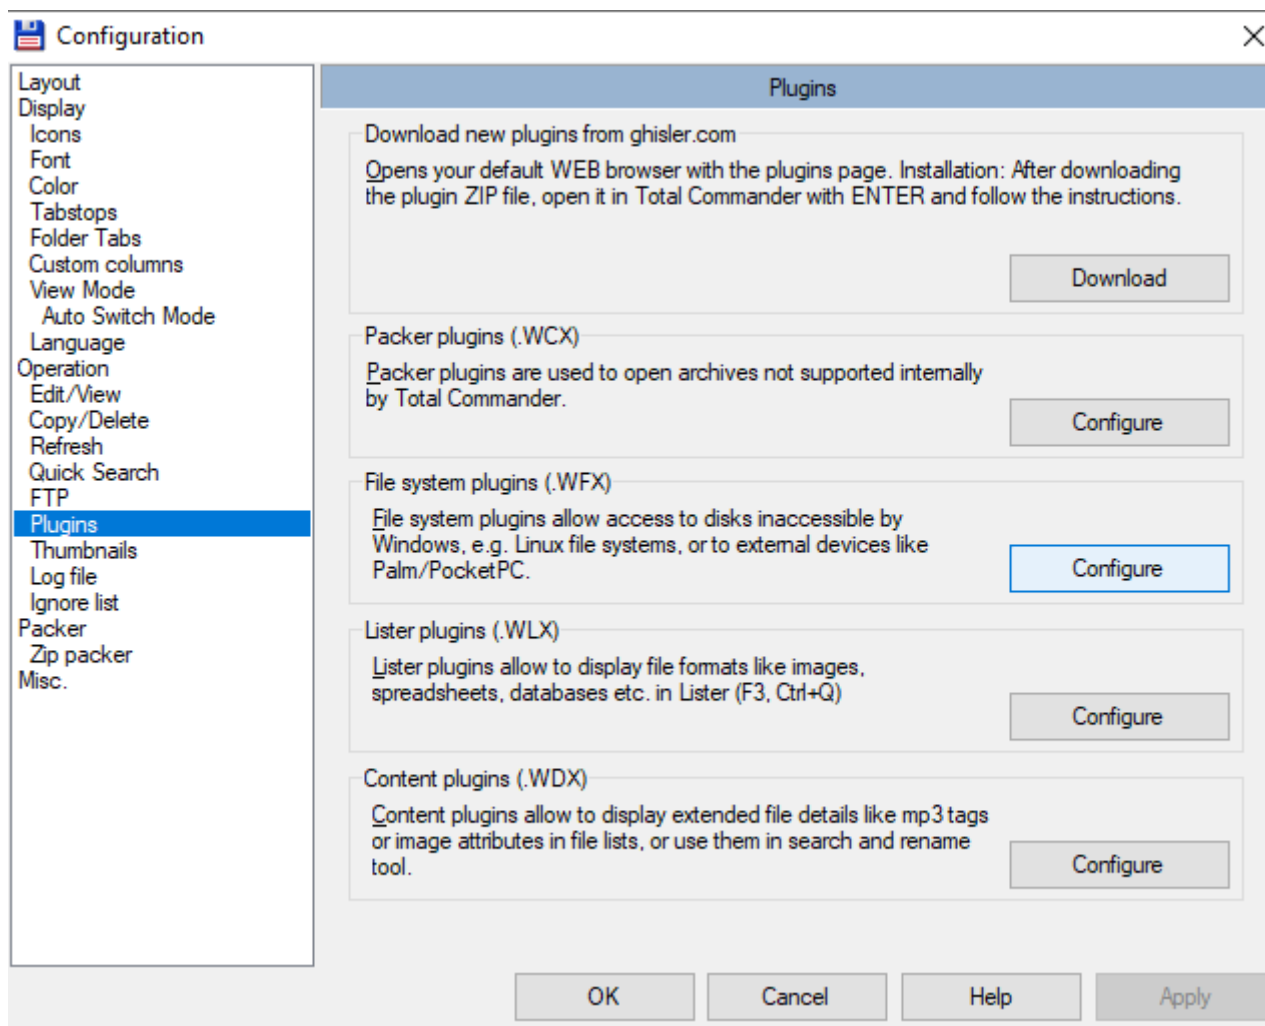 Configuration
Layout
Display
Icons
Font
Color
Tabstops
Folder Tabs
Custom columns
View Mode
Auto Switch Mode
Language
Operation
Edit/View
Copy/Delete
Refresh
Quick Search
FTP
Plugins
Thumbnails
Log file
Ignore list
Packer
Zip packer
Misc.
Plugins
Download new plugins from ghisler.com
Opens your default WEB browser with the plugins page. Installation: After downloading
the plugin ZIP file, open it in Total Commander with ENTER and follow the instructions.
Download
Packer plugins (.WCX)
Packer plugins are used to open archives not supported internally
by Total Commander.
Configure
File system plugins (.WFX)
File system plugins allow access to disks inaccessible by
Windows, e.g. Linux file systems, or to external devices like
Palm/PocketPC.
Configure
Lister plugins (.WLX)
Lister plugins allow to display file formats like images,
spreadsheets, databases etc. in Lister (F3, Ctrl+Q)
Configure
Content plugins (.WDX)
Content plugins allow to display extended file details like mp3 tags
or image attributes in file lists, or use them in search and rename
tool.
Configure
OK
Cancel
Help
Apply